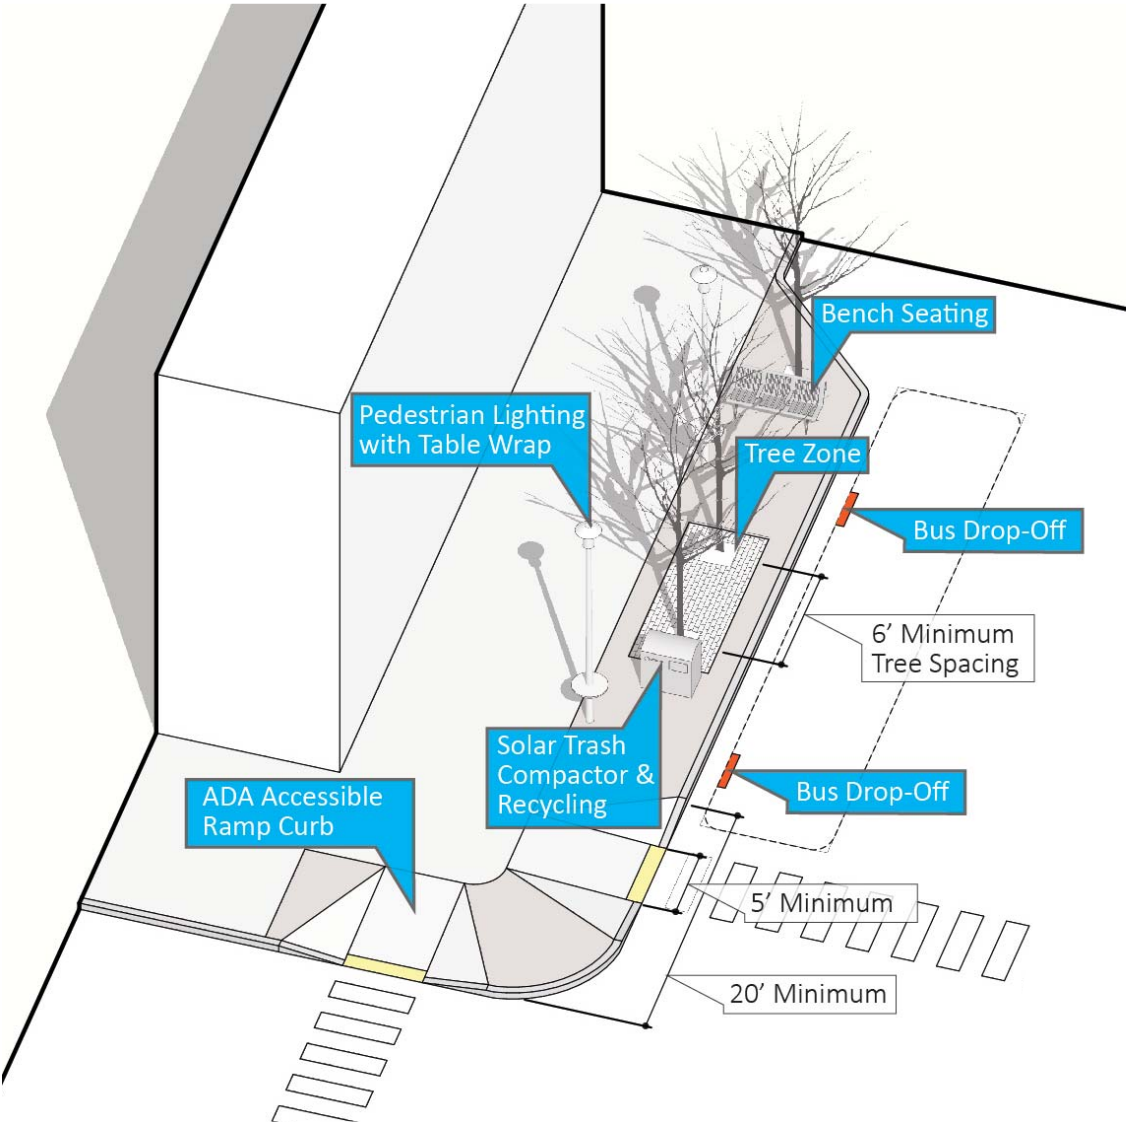 Bench Seating
Pedestrian Lighting
with Table Wrap
Tree Zone
Bus Drop-Off
6’ Minimum
Tree Spacing
Solar Trash
Compactor &
Recycling
ADA Accessible
Ramp Curb
Bus Drop-Off
5’ Minimum
20’ Minimum